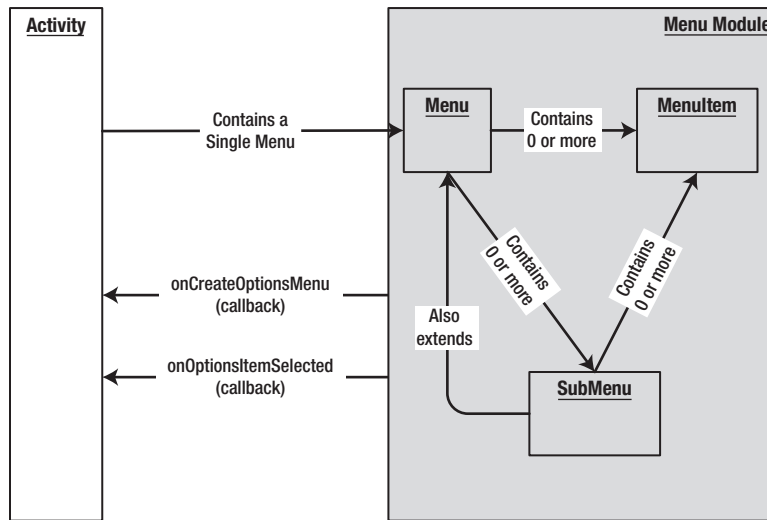 Activity
Menu Module
Menu
MenuItem
Contains a
Single Menu
Contains
0 or more
Contains
0 or more
Contains
0 or more
onCreateOptionsMenu
(callback)
Also
extends
onOptionsItemSelected
(callback)
SubMenu